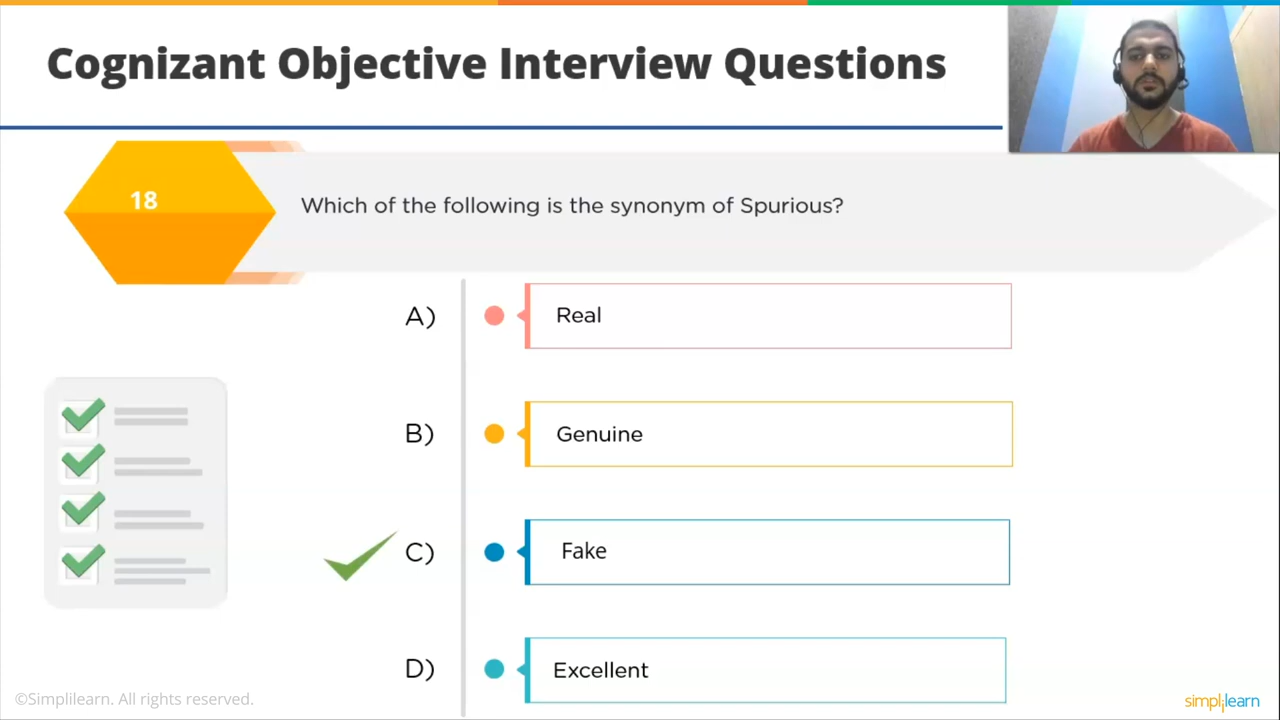 Cognizant Objective Interview Questions
18
Which of the following is the synonym of Spurious?
A)
Real
B)
Genuine
C)
Fake
D)
Excellent
©Simplilearn. All rights reserved.
simplilearn